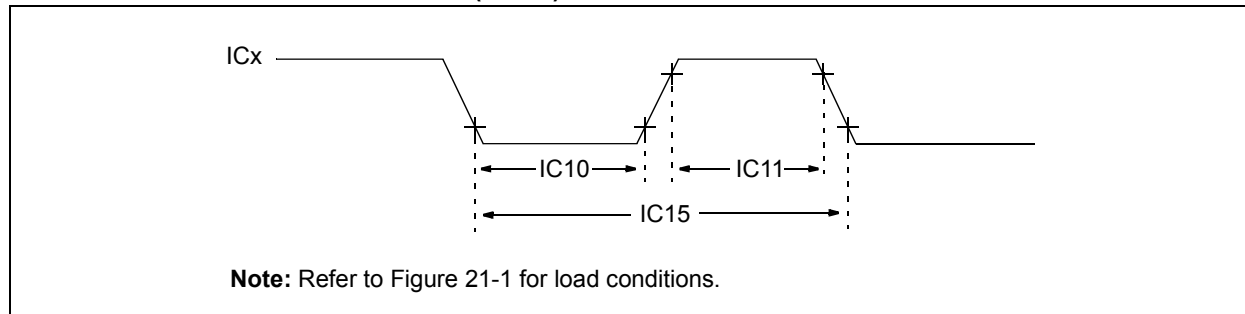 ICx
IC10
IC11
IC15
Note: Refer to Figure 21-1 for load conditions.